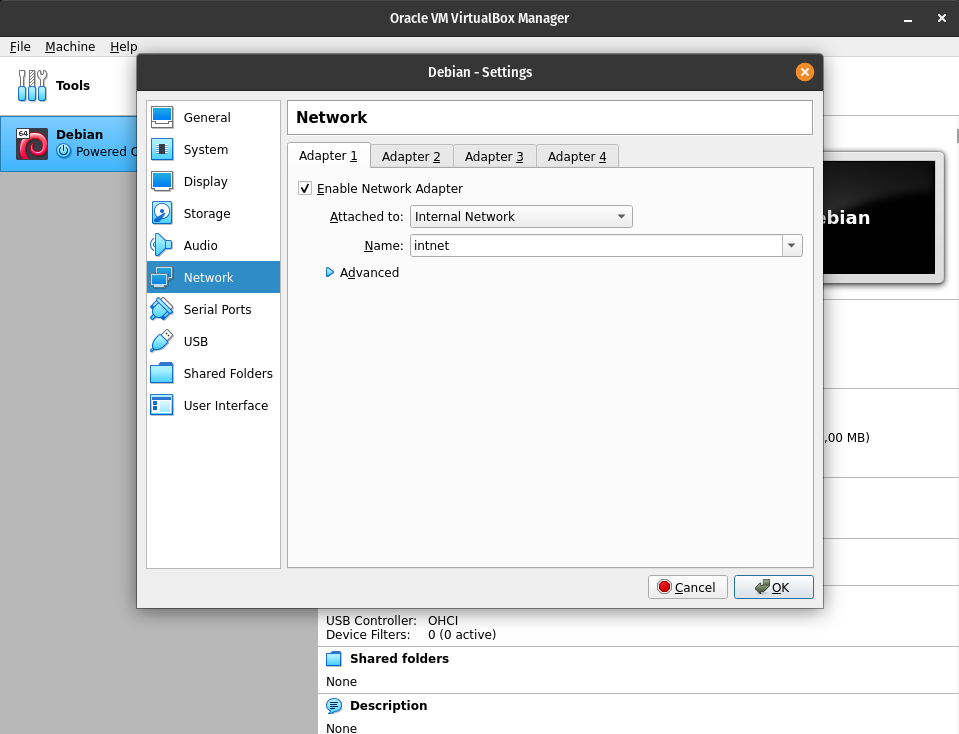 Oracle VM VirtualBox Manager
File Machine Help
Tools
64
Debian
Powered
Debian - Settings
General
System
Display
Storage
Audio
Network
Serial Ports
USB
Shared Folders
User Interface
Network
Adapter 1 Adapter 2 Adapter 3 Adapter 4
Enable Network Adapter
Attached to: Internal Network
Name: intnet
Advanced
Cancel OK
ebian
,00 MB)
USB Controller: OHCI
Device Filters: 0 (0 active)
Shared folders
None
Description
None